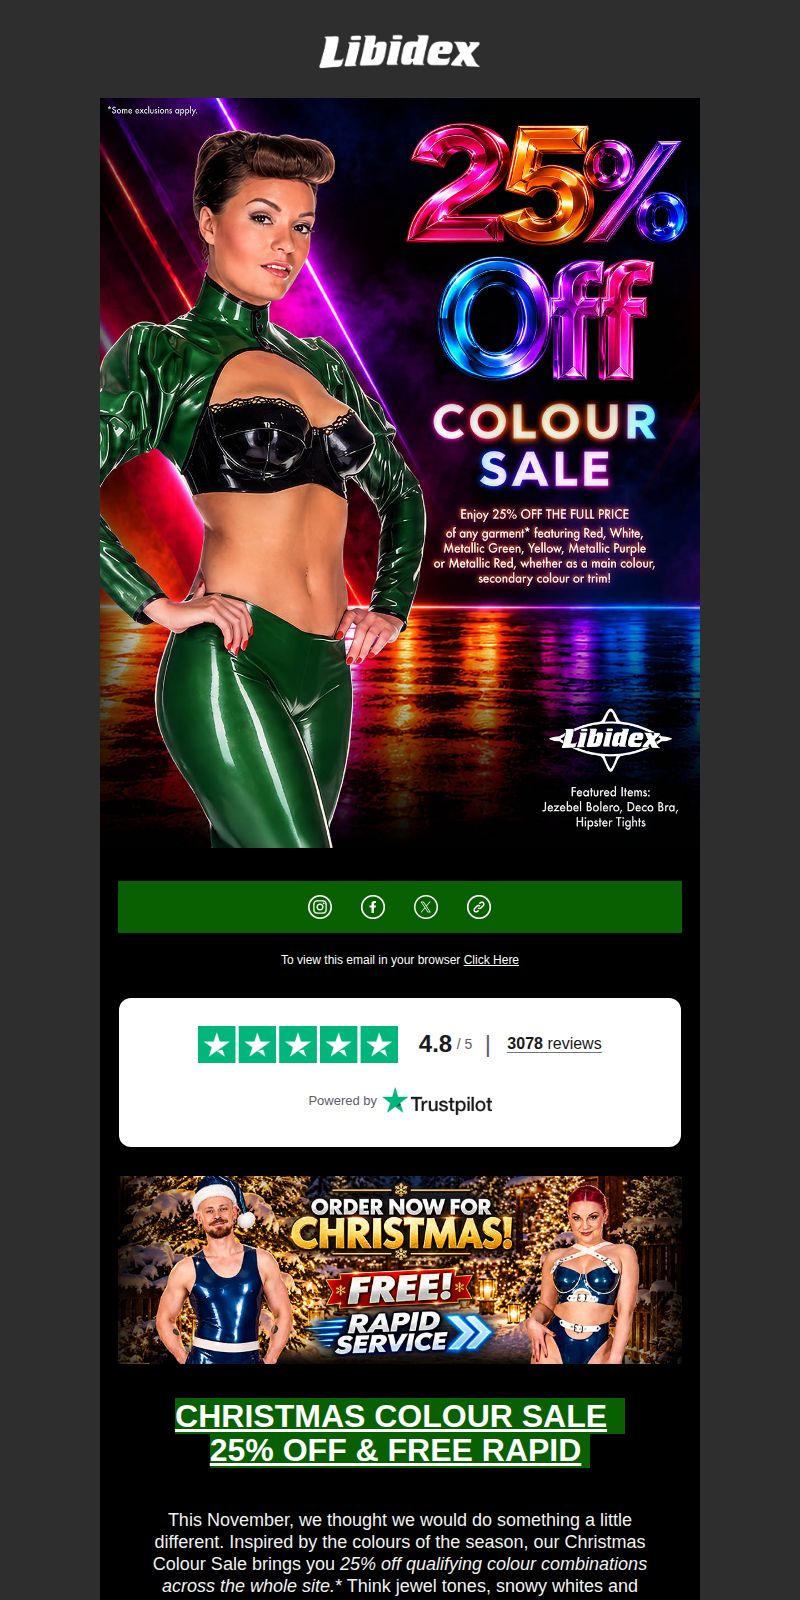 Libidex
*Some exclusions apply.
25%
Off
COLOUR
SALE
Enjoy 25% OFF THE FULL PRICE
of any garment* featuring Red, White,
Metallic Green, Yellow, Metallic Purple
or Metallic Red, whether as a main colour,
secondary colour or trim!
Libidex
Featured Items:
Jezebel Bolero, Deco Bra,
Hipster Tights
To view this email in your browser Click Here
4.8 / 5 | 3078 reviews
Powered by Trustpilot
ORDER NOW FOR
CHRISTMAS!
FREE!
RAPID
SERVICE
CHRISTMAS COLOUR SALE
25% OFF & FREE RAPID
This November, we thought we would do something a little
different. Inspired by the colours of the season, our Christmas
Colour Sale brings you 25% off qualifying colour combinations
across the whole site.* Think jewel tones, snowy whites and